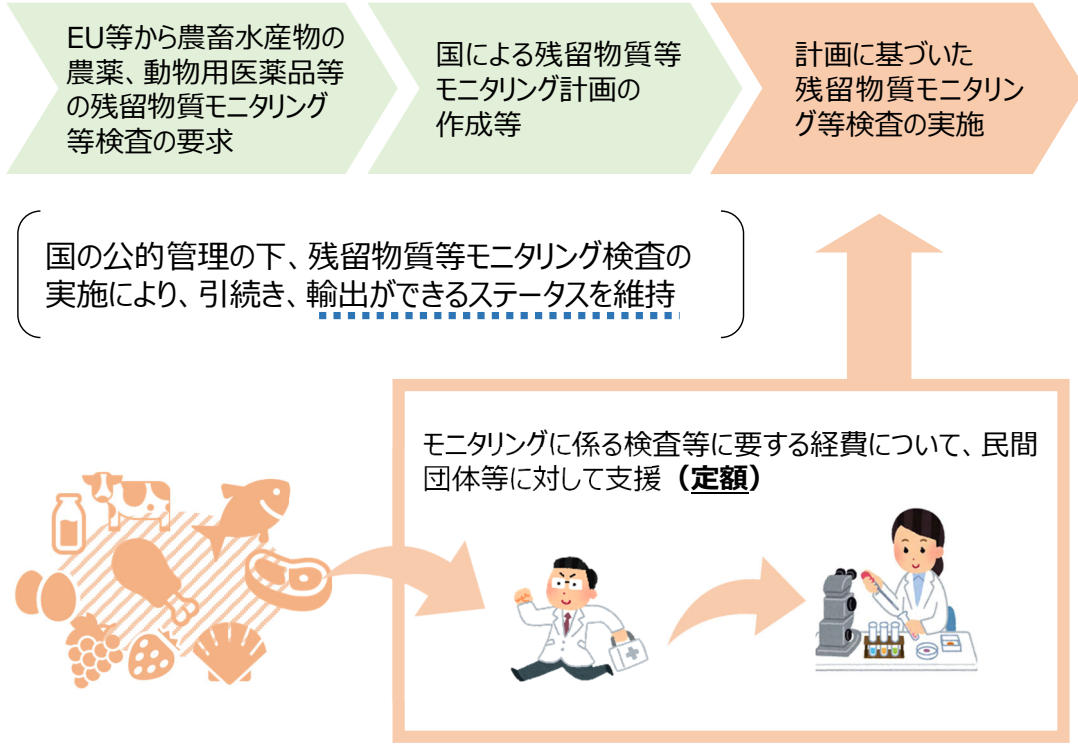 EU等から農畜水産物の
農薬、動物用医薬品等
の残留物質モニタリング
等検査の要求
国による残留物質等
モニタリング計画の
作成等
計画に基づいた
残留物質モニタリン
グ等検査の実施
国の公的管理の下、残留物質等モニタリング検査の
実施により、引続き、輸出ができるステータスを維持
モニタリングに係る検査等に要する経費について、民間
団体等に対して支援（定額）